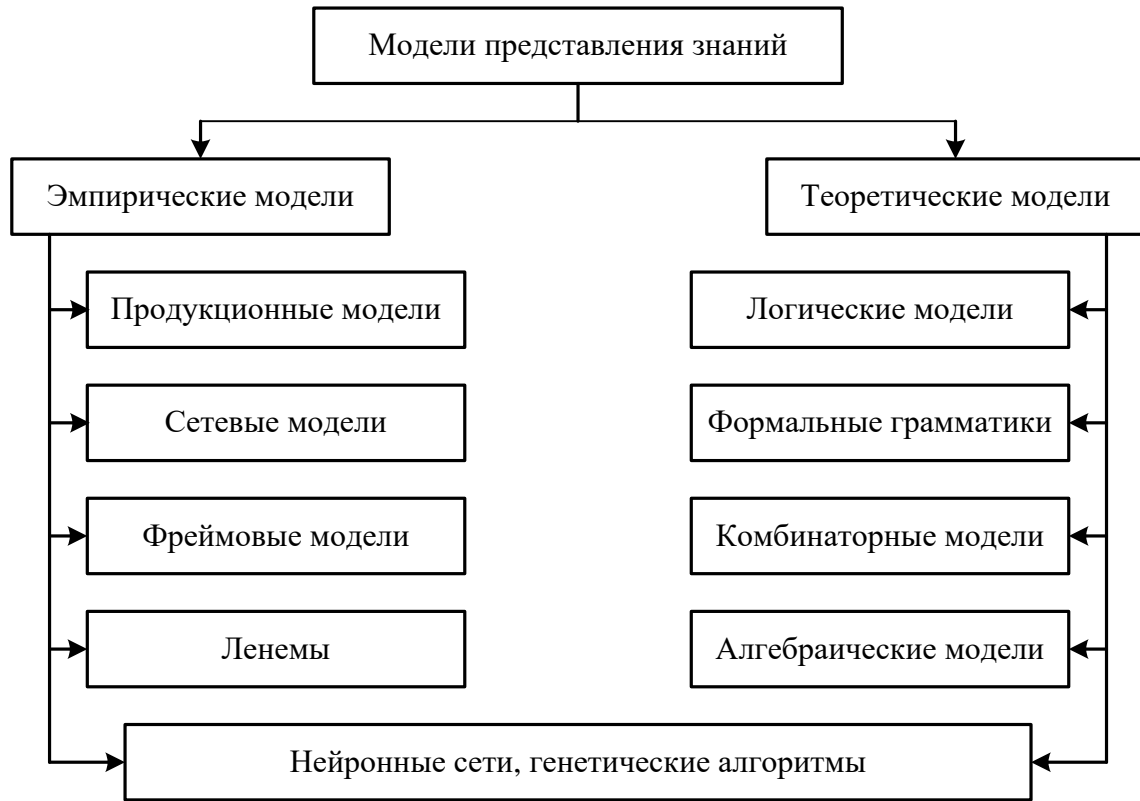 Модели представления знаний
Эмпирические модели
Теоретические модели
Продукционные модели
Логические модели
Сетевые модели
Формальные грамматики
Фреймовые модели
Комбинаторные модели
Ленемы
Алгебраические модели
Нейронные сети, генетические алгоритмы